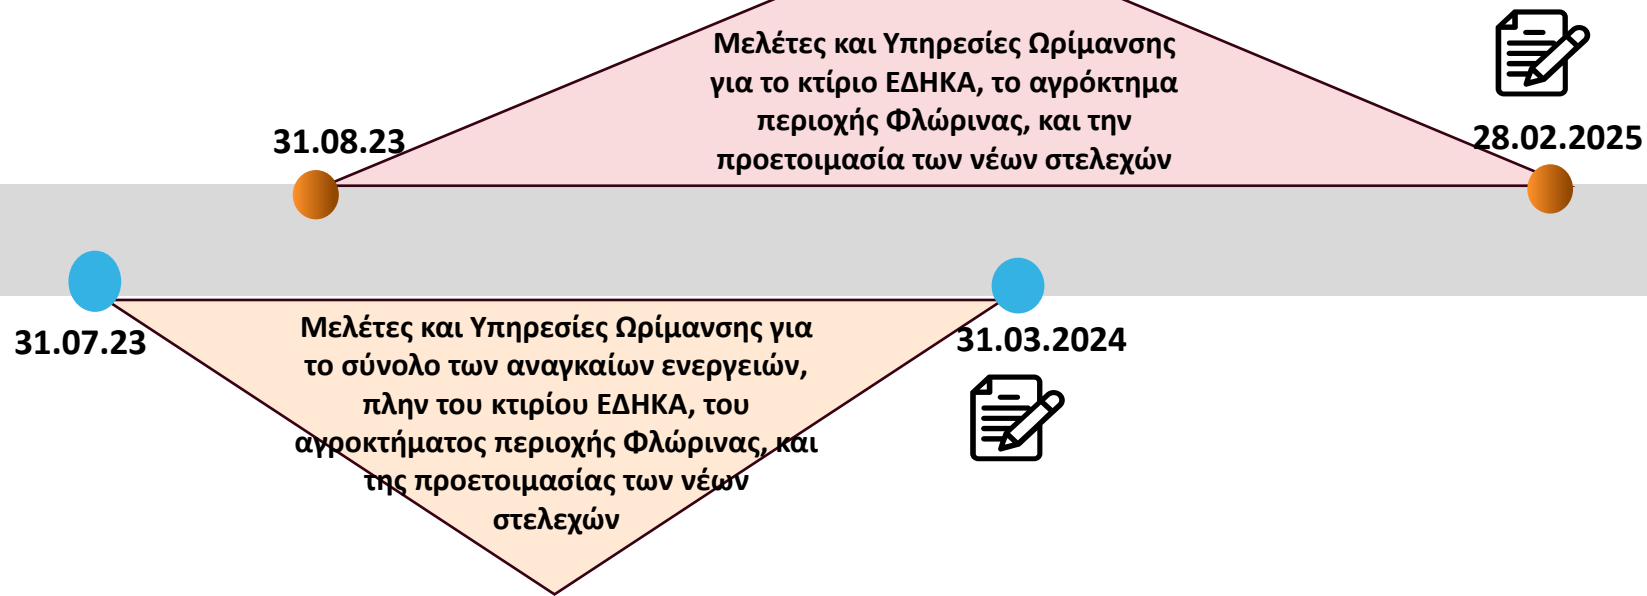 Μελέτες και Υπηρεσίες Ωρίμανσης
για το κτίριο ΕΔΗΚΑ, το αγρόκτημα
περιοχής Φλώρινας, και την
προετοιμασία των νέων στελεχών
31.08.23
28.02.2025
31.07.23
31.03.2024
Μελέτες και Υπηρεσίες Ωρίμανσης για
το σύνολο των αναγκαίων ενεργειών,
πλην του κτιρίου ΕΔΗΚΑ, του
αγροκτήματος περιοχής Φλώρινας, και
της προετοιμασίας των νέων
στελεχών